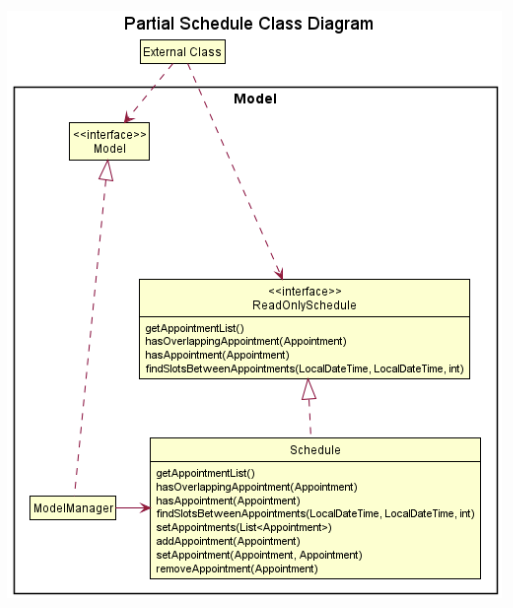 Partial Schedule Class Diagram
External Class
Model
<<interface>>
Model
<<interface>>
ReadOnlySchedule
getAppointmentList()
hasOverlappingAppointment(Appointment)
hasAppointment(Appointment)
findSlotsBetweenAppointments(LocalDateTime, LocalDateTime, int)
Schedule
getAppointmentList()
hasOverlappingAppointment(Appointment)
hasAppointment(Appointment)
findSlotsBetweenAppointments(LocalDateTime, LocalDateTime, int)
setAppointments(List<Appointment>)
addAppointment(Appointment)
setAppointment(Appointment, Appointment)
removeAppointment(Appointment)
ModelManager